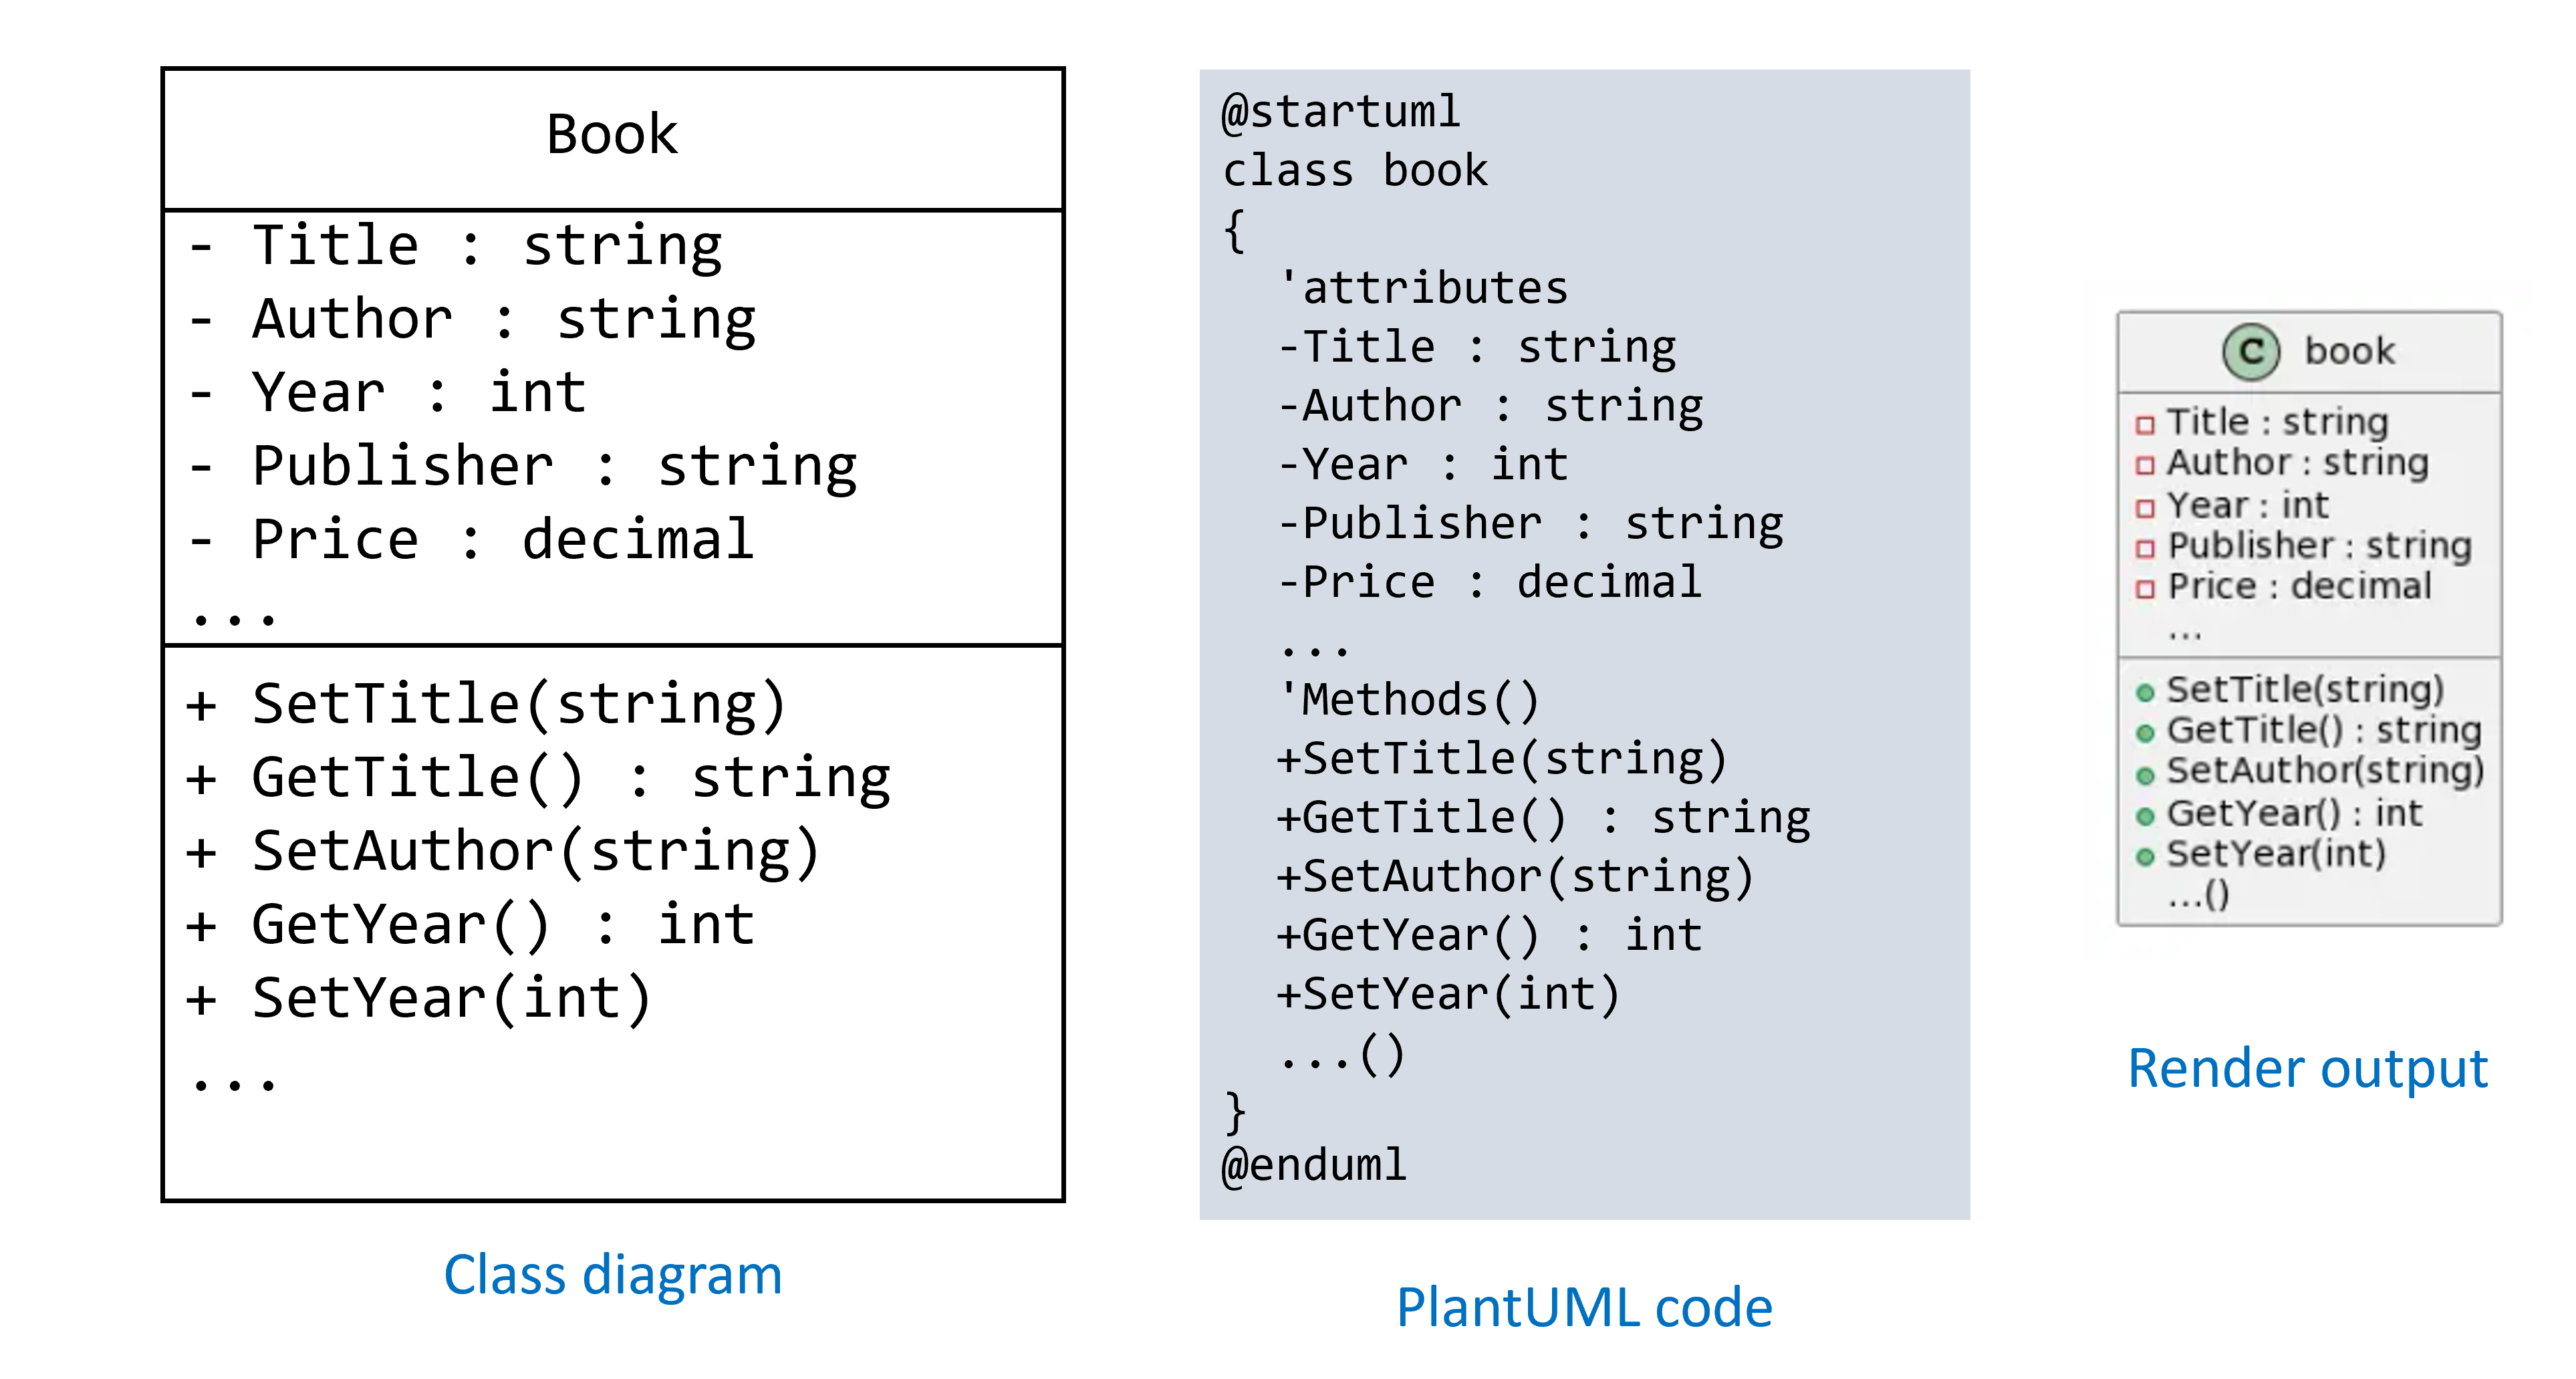 Book
- Title : string
- Author : string
- Year : int
- Publisher : string
- Price : decimal
...
+ SetTitle(string)
+ GetTitle() : string
+ SetAuthor(string)
+ GetYear() : int
+ SetYear(int)
...
Class diagram
@startuml
class book
{
'attributes
-Title : string
-Author : string
-Year : int
-Publisher : string
-Price : decimal
...
'Methods()
+SetTitle(string)
+GetTitle() : string
+SetAuthor(string)
+GetYear() : int
+SetYear(int)
...()
}
@enduml
PlantUML code
C book
Title : string
Author : string
Year : int
Publisher : string
Price : decimal
...
SetTitle(string)
GetTitle() : string
SetAuthor(string)
GetYear() : int
SetYear(int)
...()
Render output